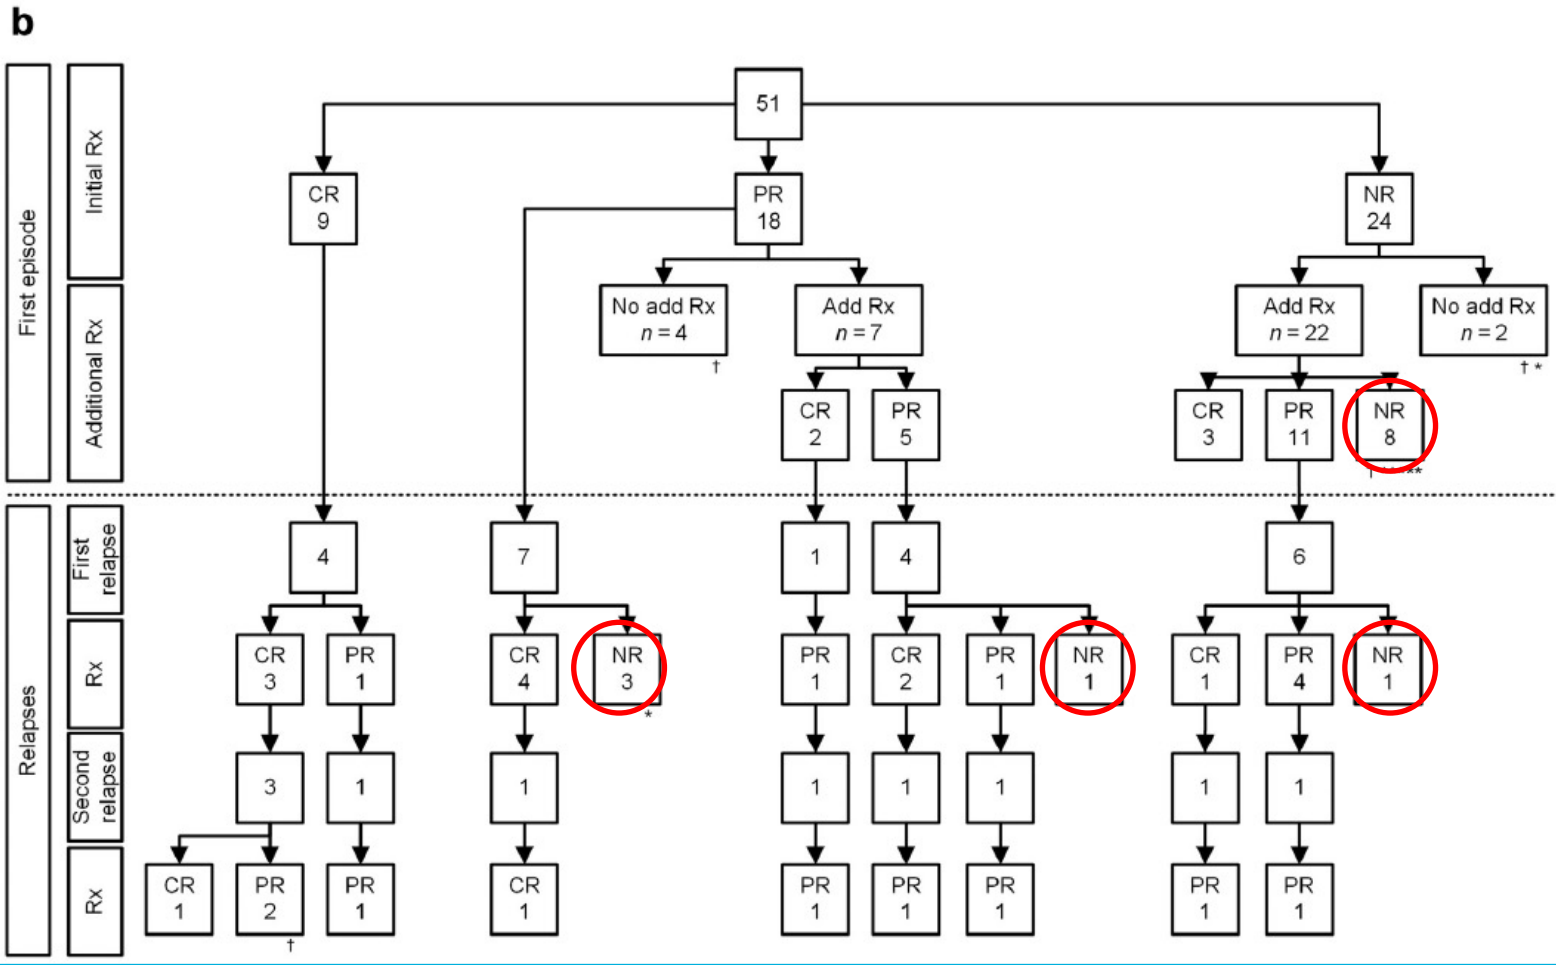 b
First episode
Initial Rx
51
CR
9
PR
18
NR
24
Additional Rx
No add Rx
n = 4
†
Add Rx
n = 7
Add Rx
n = 22
No add Rx
n = 2
† *
CR
2
PR
5
CR
3
PR
11
NR
8
Relapses
First
relapse
4
7
1
4
6
Rx
CR
3
PR
1
CR
4
NR
3
*
PR
1
CR
2
PR
1
NR
1
CR
1
PR
4
NR
1
Second
relapse
3
1
1
1
1
1
1
1
Rx
CR
1
PR
2
†
PR
1
CR
1
PR
1
PR
1
PR
1
PR
1
PR
1